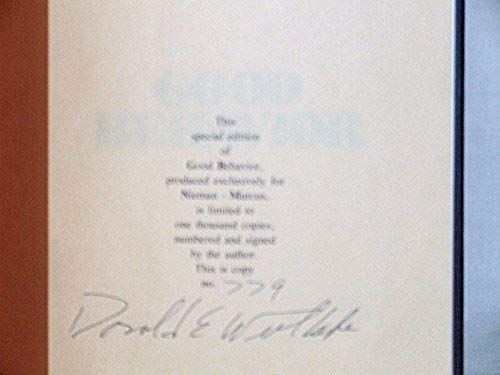 This
special edition
of
Good Behavior,
produced exclusively for
Nieman - Marcus,
is limited to
one thousand copies,
numbered and signed
by the author.
This is copy
no. 779
Donald E Westlake